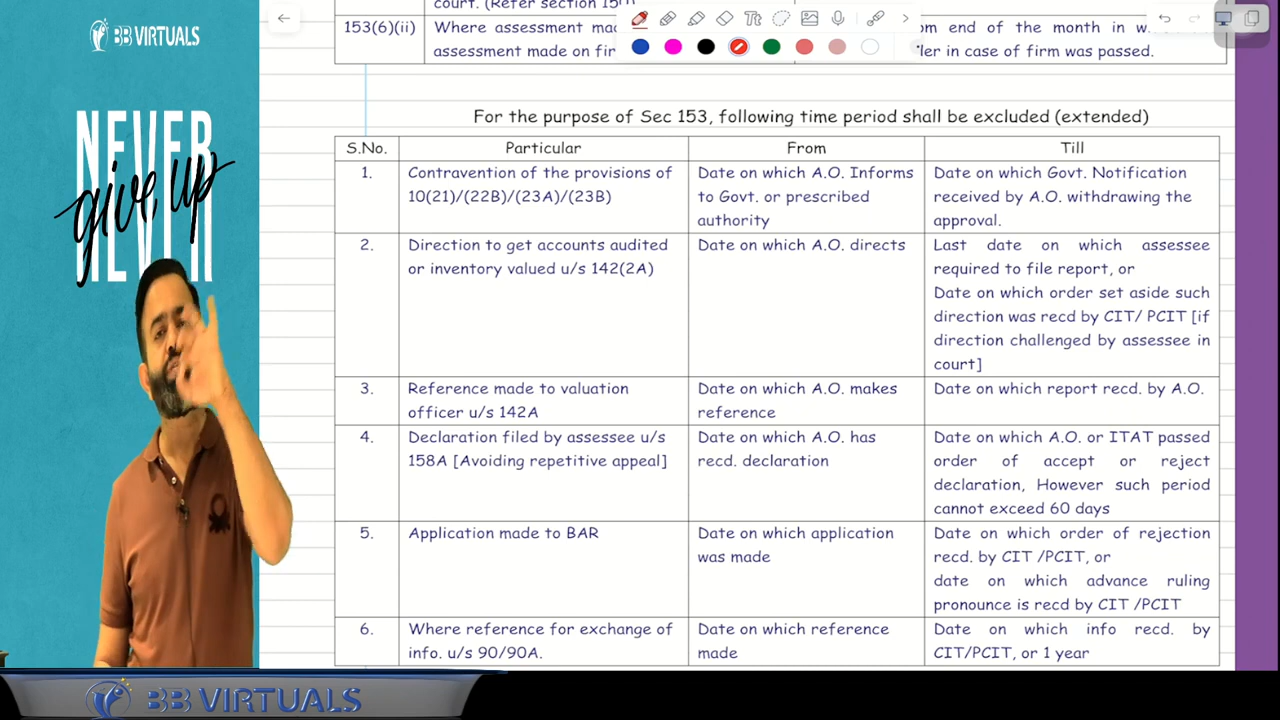 BB VIRTUALS
NEVER
give up
NEVER
court. (Refer section 150)
153(6)(ii)
Where assessment mad
om end of the month in w
assessment made on fir
ler in case of firm was passed.
Tt
For the purpose of Sec 153, following time period shall be excluded (extended)
S.No.
Particular
From
Till
1.
Contravention of the provisions of
10(21)/(22B)/(23A)/(23B)
Date on which A.O. Informs
to Govt. or prescribed
authority
Date on which Govt. Notification
received by A.O. withdrawing the
approval.
2.
Direction to get accounts audited
or inventory valued u/s 142(2A)
Date on which A.O. directs
Last date on which assessee
required to file report, or
Date on which order set aside such
direction was recd by CIT/ PCIT [if
direction challenged by assessee in
court]
3.
Reference made to valuation
officer u/s 142A
Date on which A.O. makes
reference
Date on which report recd. by A.O.
4.
Declaration filed by assessee u/s
158A [Avoiding repetitive appeal]
Date on which A.O. has
recd. declaration
Date on which A.O. or ITAT passed
order of accept or reject
declaration, However such period
cannot exceed 60 days
5.
Application made to BAR
Date on which application
was made
Date on which order of rejection
recd. by CIT /PCIT, or
date on which advance ruling
pronounce is recd by CIT /PCIT
6.
Where reference for exchange of
info. u/s 90/90A.
Date on which reference
made
Date on which info recd. by
CIT/PCIT, or 1 year
BB VIRTUALS